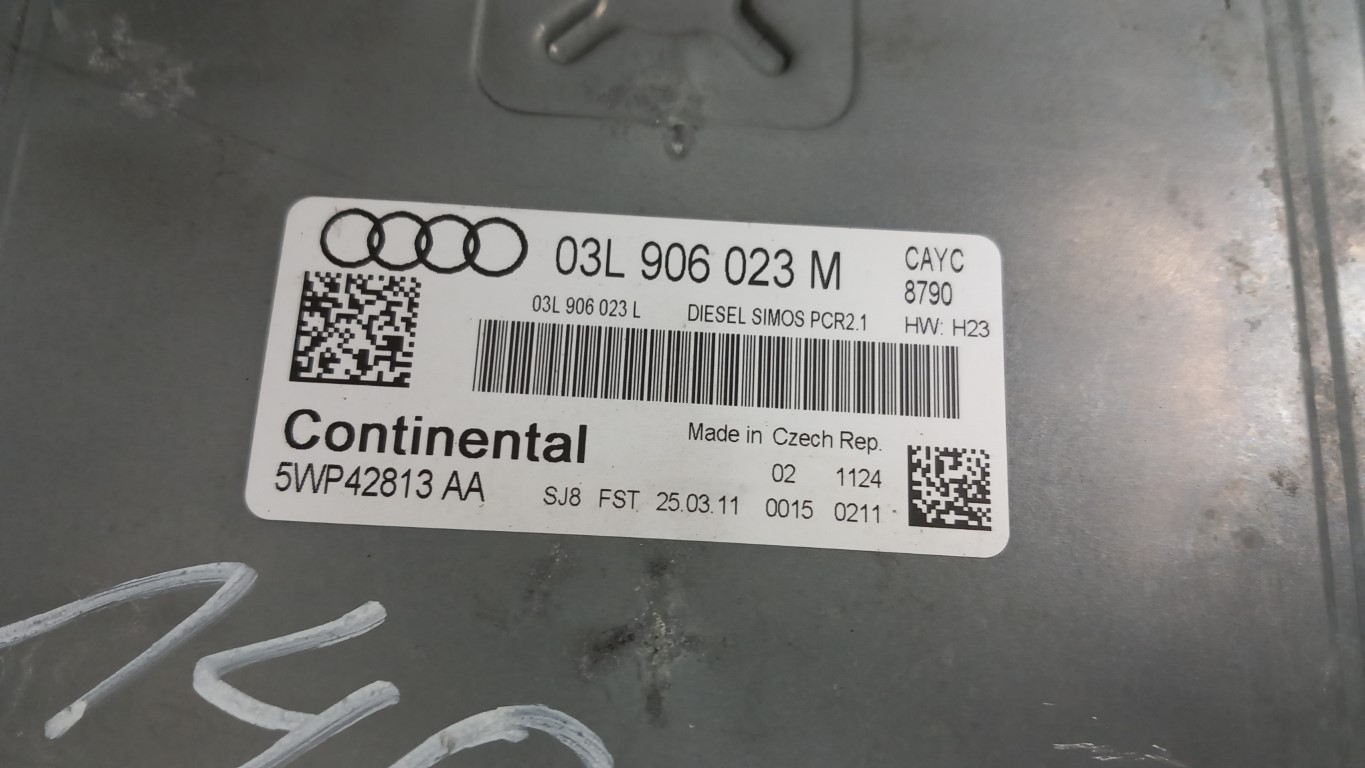 03L 906 023 M
CAYC
8790
HW: H23
03L 906 023 L DIESEL SIMOS PCR2.1
Continental
5WP42813 AA
Made in Czech Rep.
02 1124
SJ8 FST 25.03.11 0015 0211